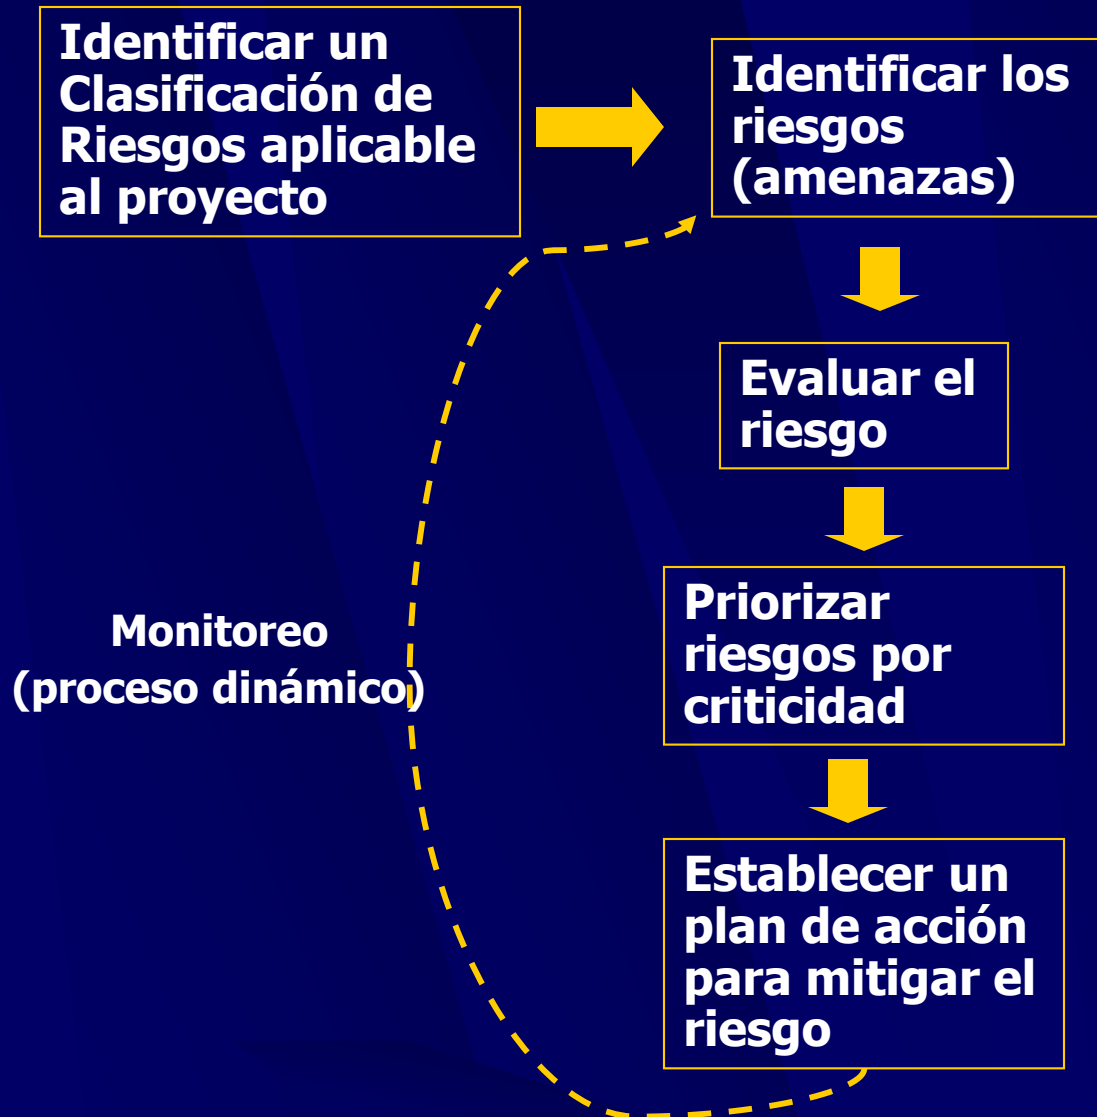 Identificar un
Clasificación de
Riesgos aplicable
al proyecto
Identificar los
riesgos
(amenazas)
Evaluar el
riesgo
Priorizar
riesgos por
criticidad
Monitoreo
(proceso dinámico)
Establecer un
plan de acción
para mitigar el
riesgo